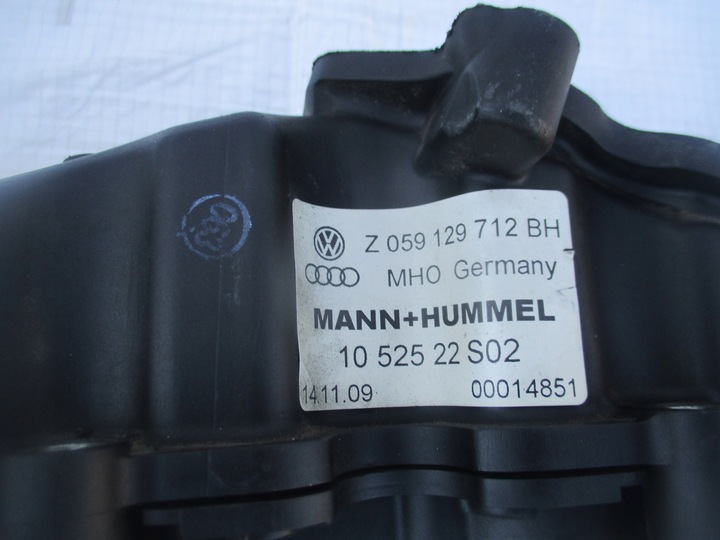 Z 059 129 712 BH
MHO Germany
MANN+HUMMEL
10 525 22 S02
14.11.09 00014851